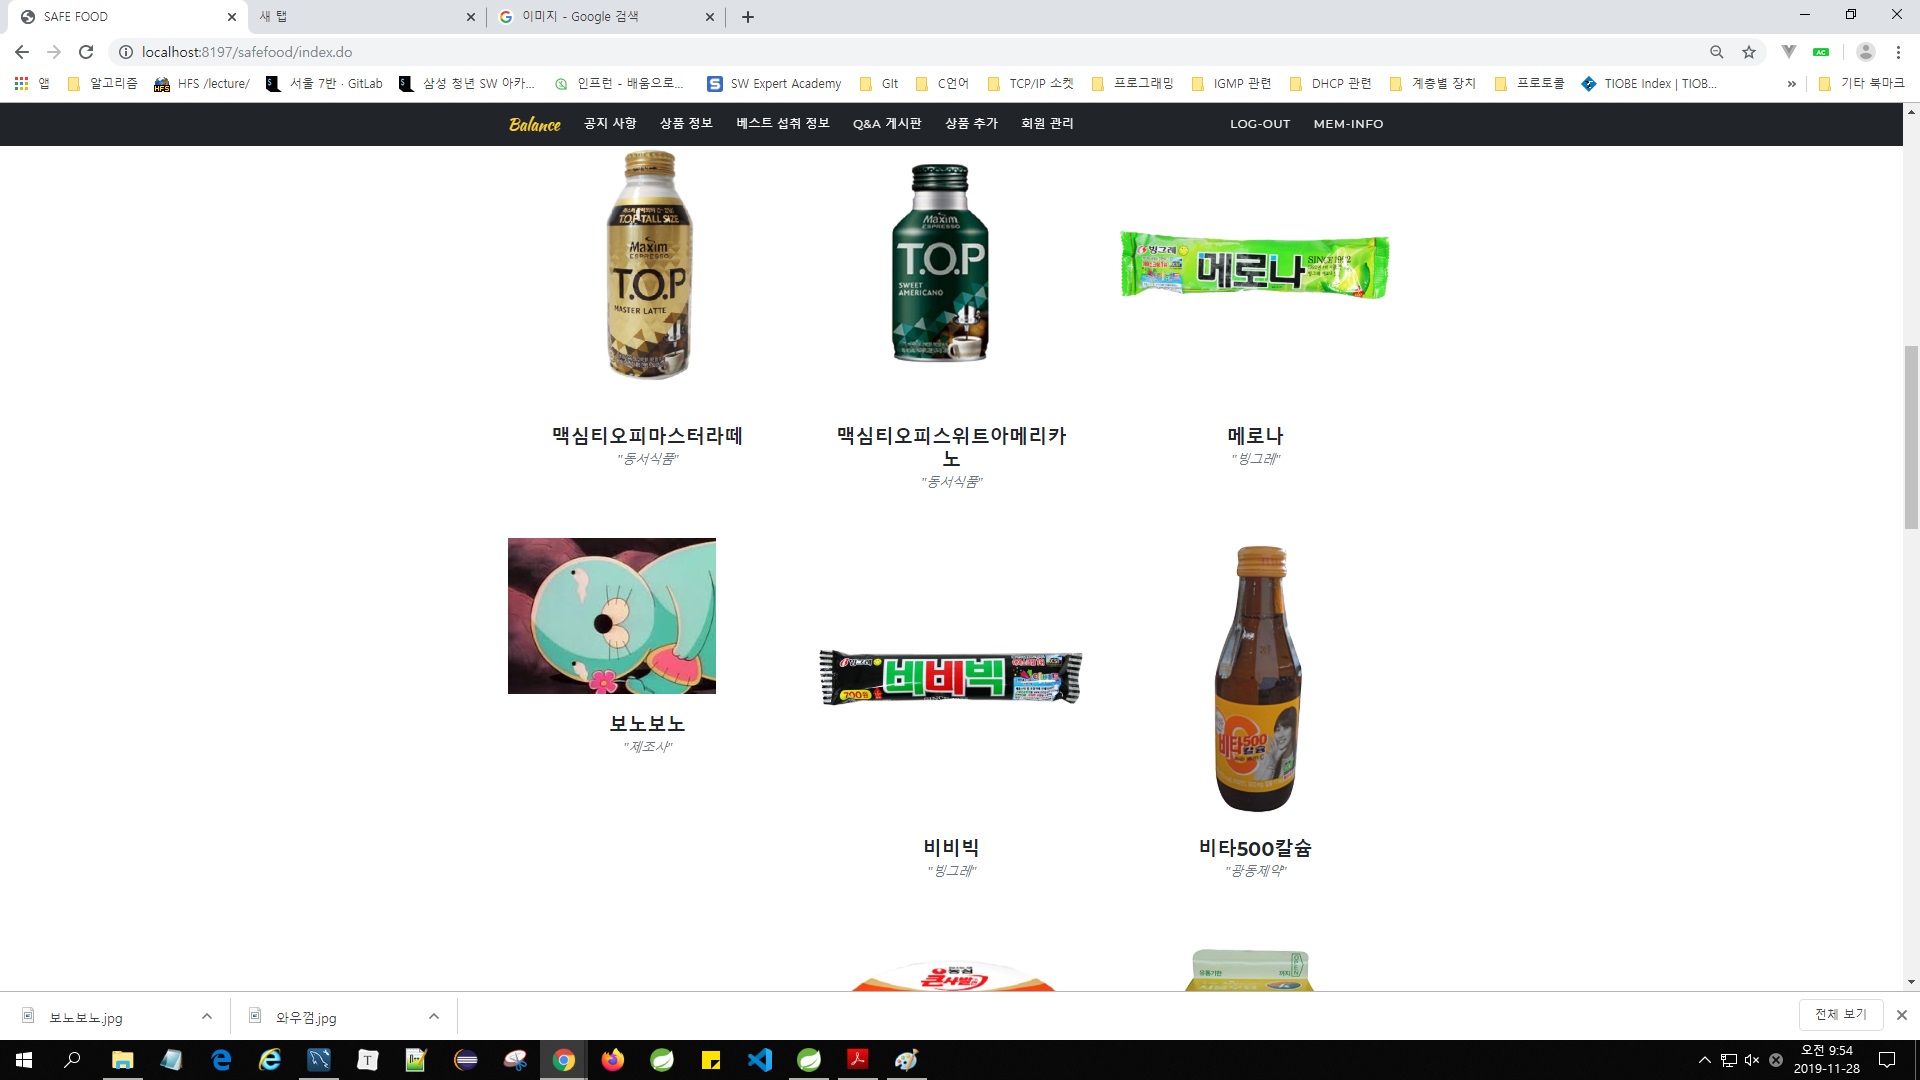 SAFE FOOD
새 탭
이미지 - Google 검색
localhost:8197/safefood/index.do
앱
알고리즘
HFS /lecture/
서울 7반 · GitLab
삼성 청년 SW 아카...
인프런 - 배움으로...
SW Expert Academy
GIt
C언어
TCP/IP 소켓
프로그래밍
IGMP 관련
DHCP 관련
계층별 장치
프로토콜
TIOBE Index | TIOB...
»
기타 북마크
Balance
공지 사항
상품 정보
베스트 섭취 정보
Q&A 게시판
상품 추가
회원 관리
LOG-OUT
MEM-INFO
T.O.P TALL SIZE
Maxim
ESPRESSO
T.O.P
MASTER LATTE
Maxim
ESPRESSO
T.O.P
SWEET
AMERICANO
빙그레
메로나
SINCE 1992
맥심티오피마스터라떼
"동서식품"
맥심티오피스위트아메리카
노
"동서식품"
메로나
"빙그레"
보노보노
"제조사"
빙그레
비비빅
700원
비비빅
"빙그레"
비타500
칼슘
비타500칼슘
"광동제약"
농심
큰사발면
유통기한
까지
보노보노.jpg
와우껌.jpg
전체 보기
오전 9:54
2019-11-28